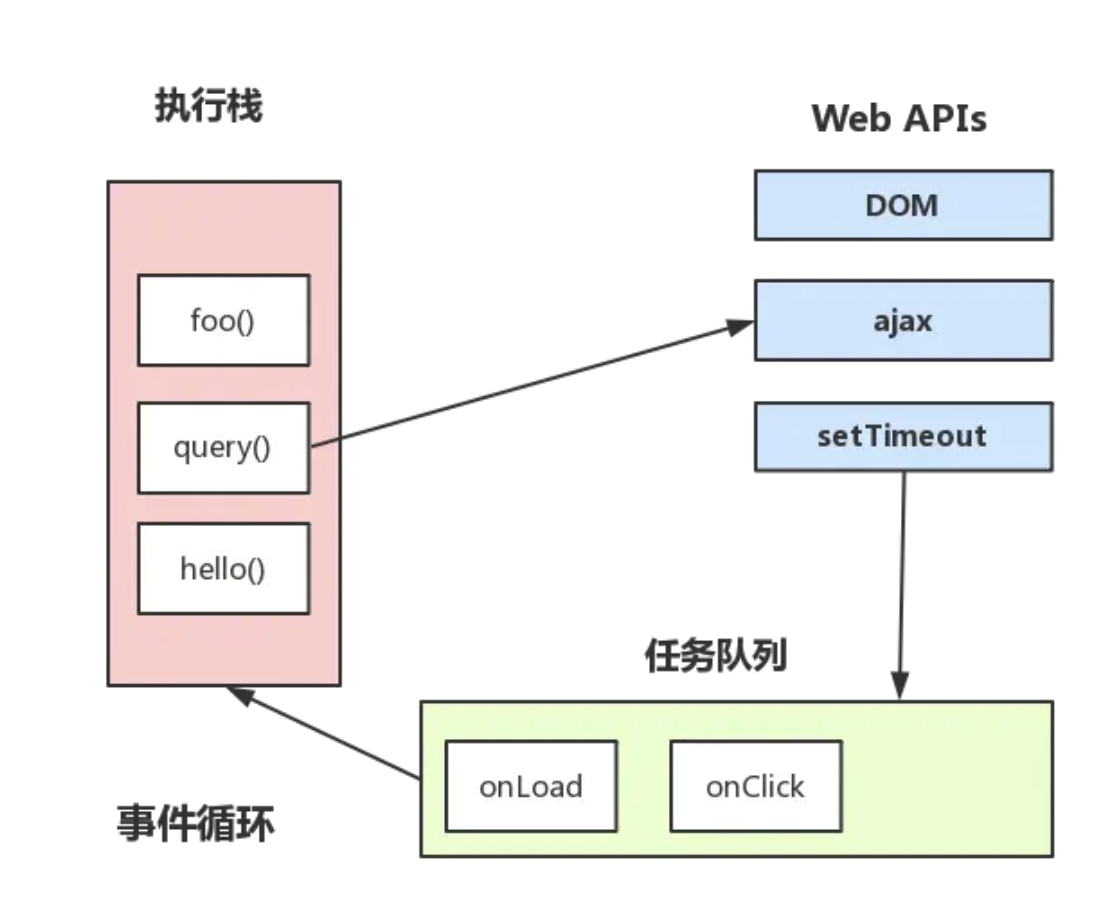 执行栈
foo()
query()
hello()
Web APIs
DOM
ajax
setTimeout
任务队列
onLoad
onClick
事件循环